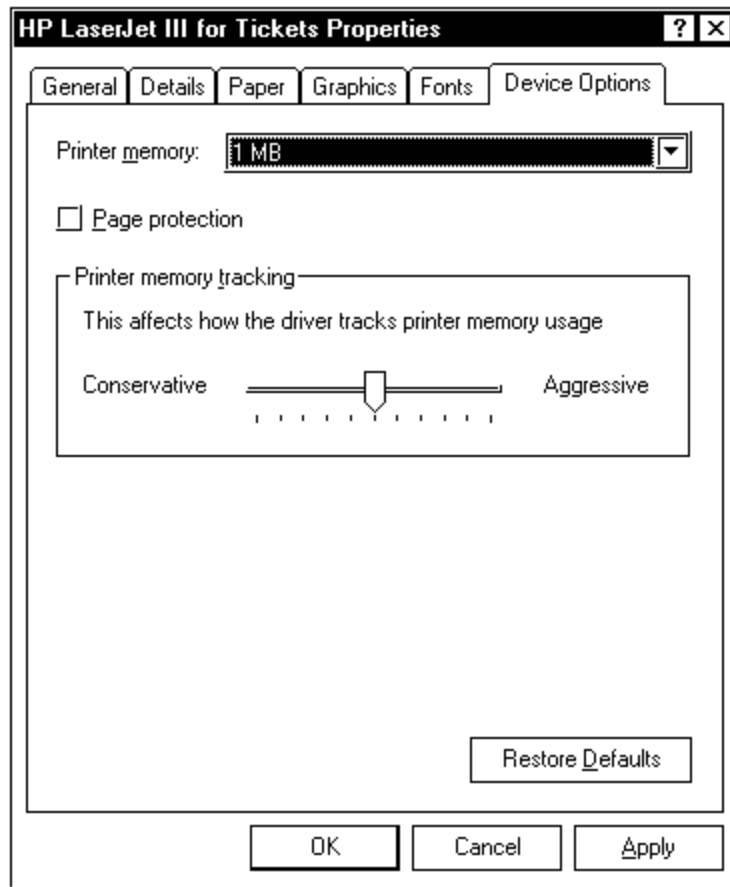 HP LaserJet III for Tickets Properties ? ×
General Details Paper Graphics Fonts Device Options
Printer memory: 1 MB
Page protection
Printer memory tracking
This affects how the driver tracks printer memory usage
Conservative Aggressive
Restore Defaults
OK Cancel Apply